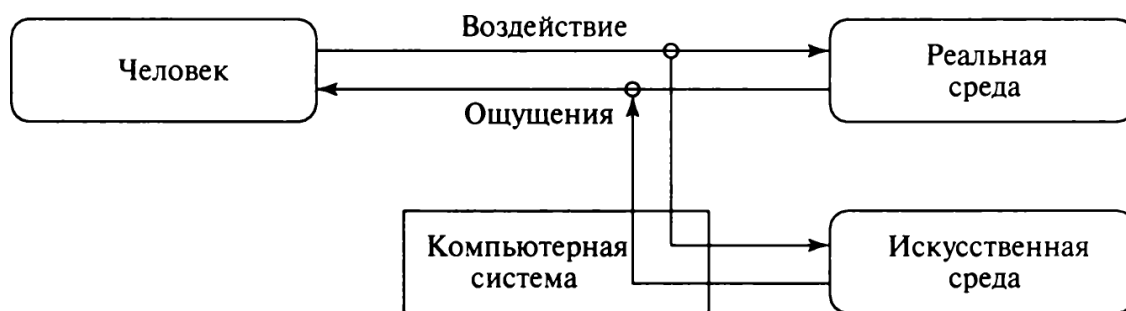 Воздействие
Человек
Реальная
среда
Ощущения
Компьютерная
система
Искусственная
среда